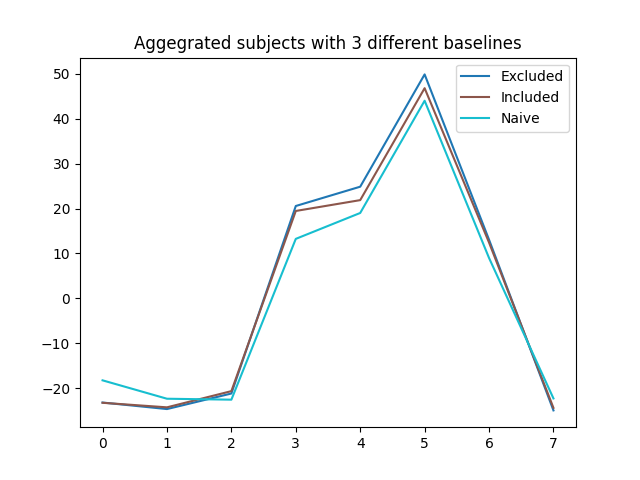 Aggegrated subjects with 3 different baselines
50
40
30
20
10
0
−10
−20
Excluded
Included
Naive
0 1 2 3 4 5 6 7